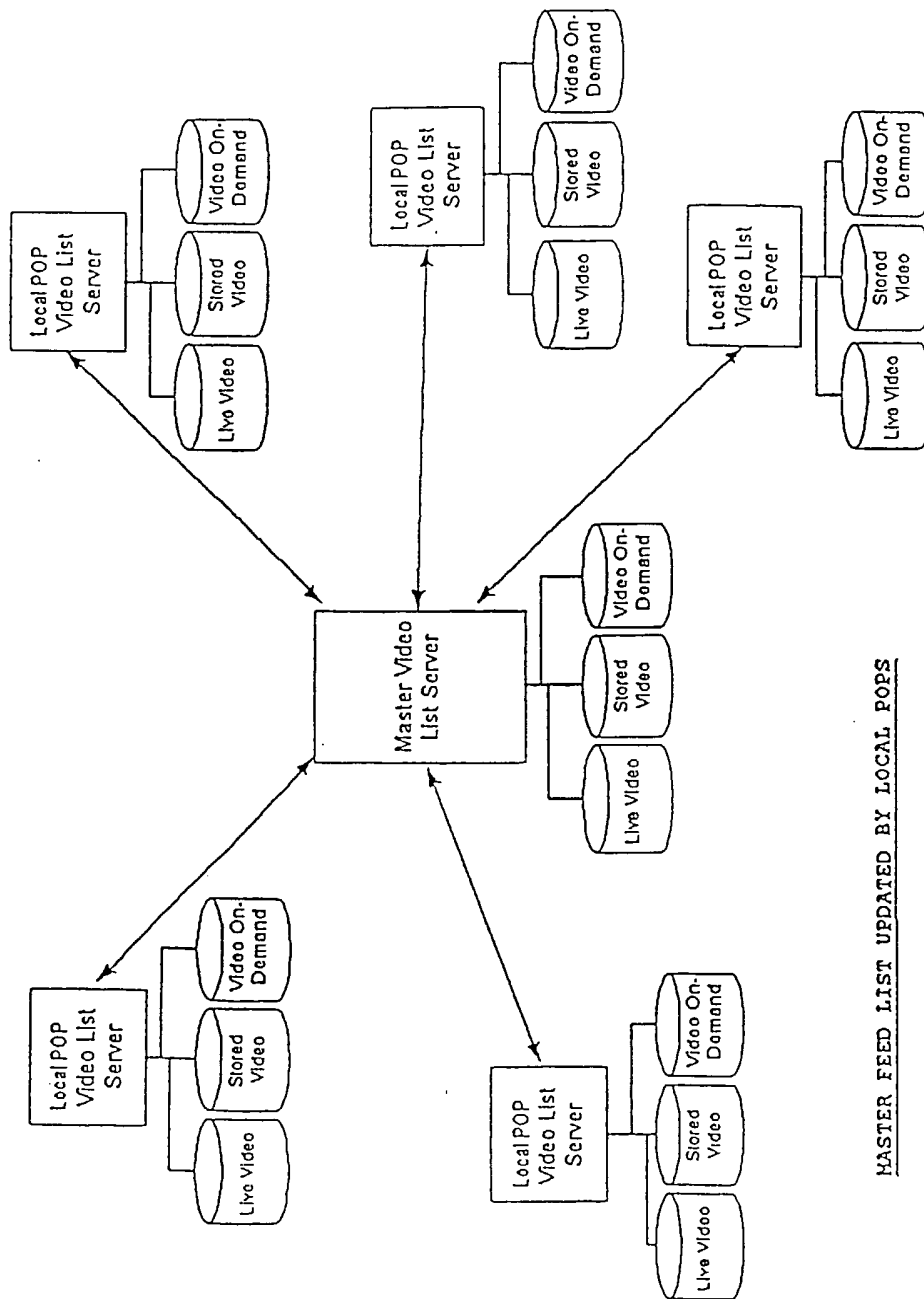 Local POP
Video List
Server
Live Video
Stored
Video
Video On-
Demand
Local POP
Video List
Server
Live Video
Stored
Video
Video On-
Demand
Master Video
List Server
Live Video
Stored
Video
Video On-
Demand
Local POP
Video List
Server
Live Video
Stored
Video
Video On-
Demand
Local POP
Video List
Server
Live Video
Stored
Video
Video On-
Demand
Local POP
Video List
Server
Live Video
Stored
Video
Video On-
Demand
MASTER FEED LIST UPDATED BY LOCAL POPS